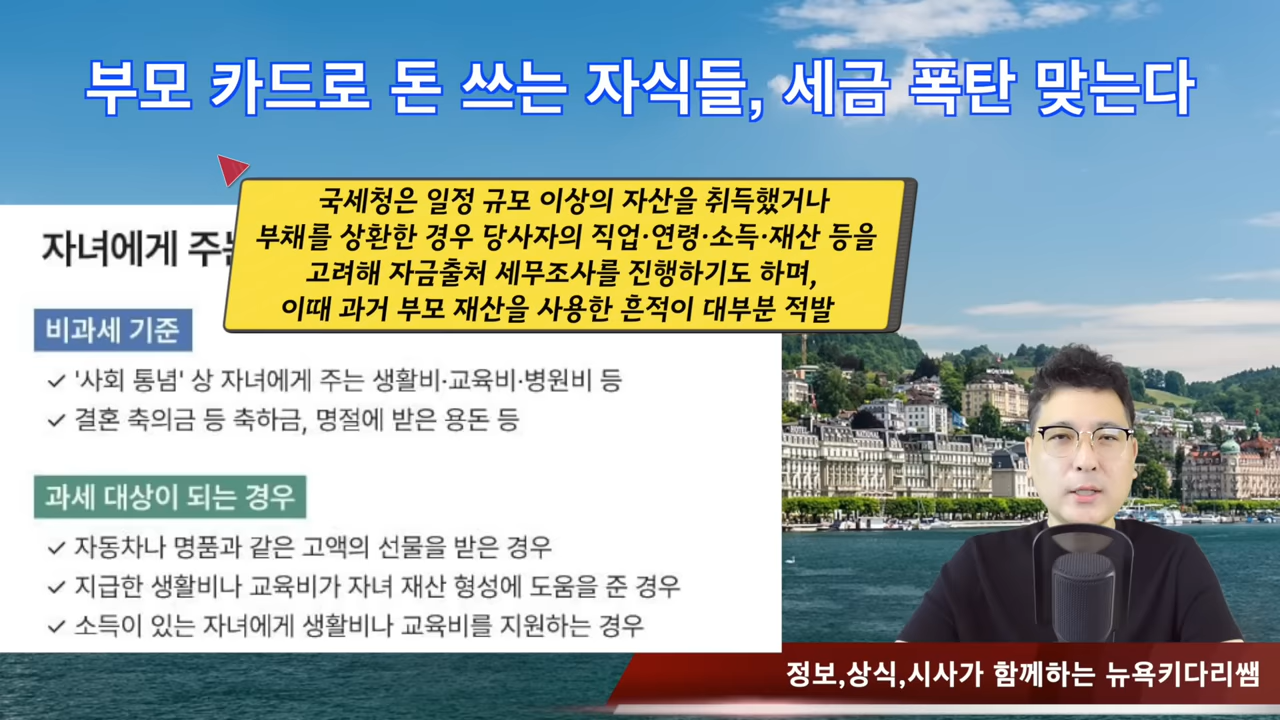 부모 카드로 돈 쓰는 자식들, 세금 폭탄 맞는다
국세청은 일정 규모 이상의 자산을 취득했거나
부채를 상환한 경우 당사자의 직업·연령·소득·재산 등을
고려해 자금출처 세무조사를 진행하기도 하며,
이때 과거 부모 재산을 사용한 흔적이 대부분 적발
자녀에게 주는
비과세 기준
✓ '사회 통념' 상 자녀에게 주는 생활비·교육비·병원비 등
✓ 결혼 축의금 등 축하금, 명절에 받은 용돈 등
과세 대상이 되는 경우
✓ 자동차나 명품과 같은 고액의 선물을 받은 경우
✓ 지급한 생활비나 교육비가 자녀 재산 형성에 도움을 준 경우
✓ 소득이 있는 자녀에게 생활비나 교육비를 지원하는 경우
MONTANA
HOTEL NATIONAL
정보,상식,시사가 함께하는 뉴욕키다리쌤